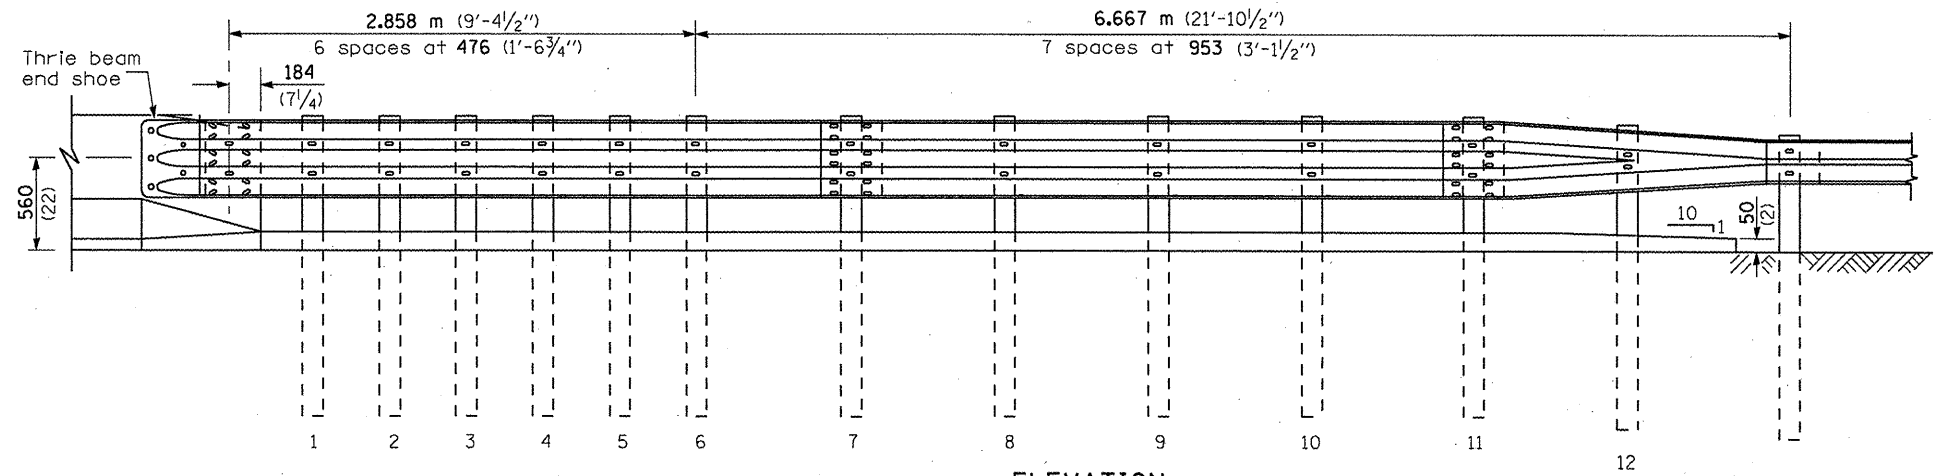 2.858 m (9'-4½")
6 spaces at 476 (1'-6¾")
6.667 m (21'-10½")
7 spaces at 953 (3'-1½")
Thrie beam
end shoe
184
(7¼)
560
(22)
10
1
50
(2)
1 2 3 4 5 6 7 8 9 10 11
12
ELEVATION